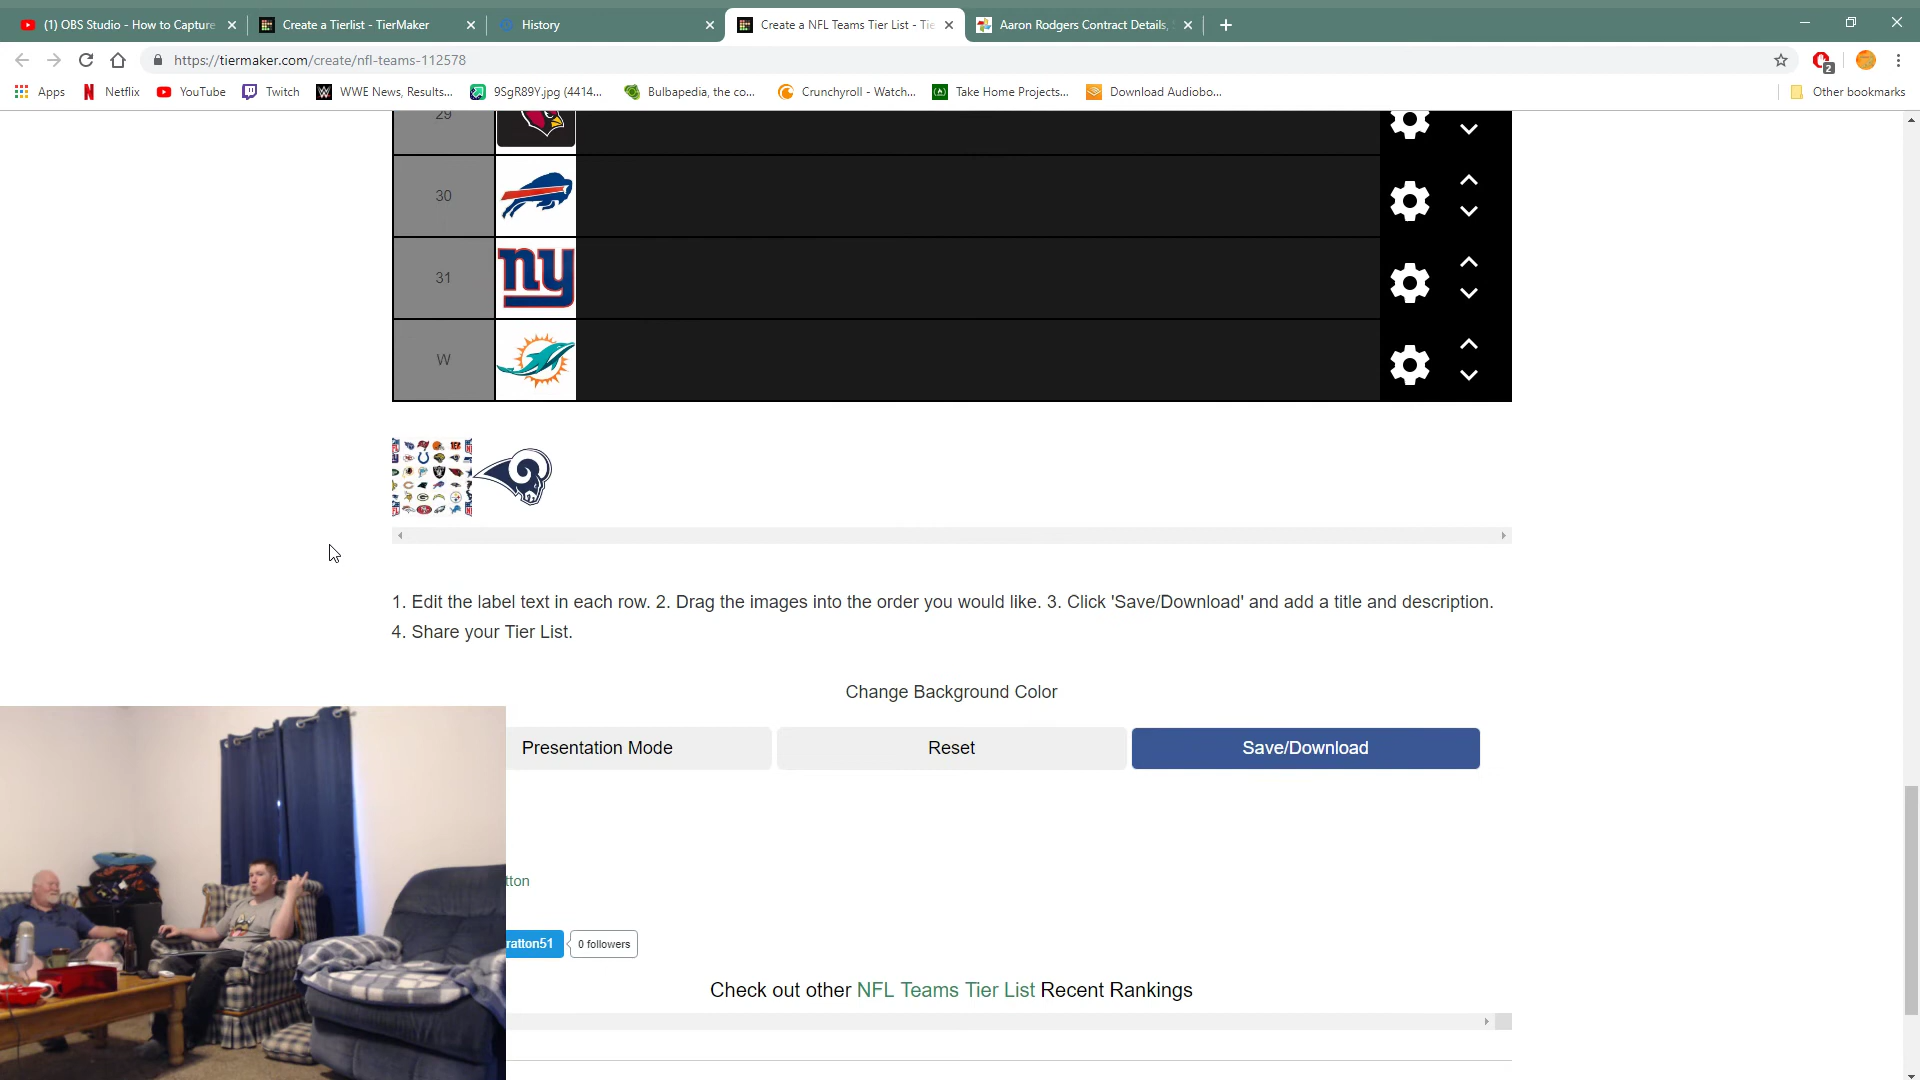 (1) OBS Studio - How to Capture
Create a Tierlist - TierMaker
History
Create a NFL Teams Tier List - Tie
Aaron Rodgers Contract Details,
https://tiermaker.com/create/nfl-teams-112578
2
Apps
Netflix
YouTube
Twitch
WWE News, Results...
9SgR89Y.jpg (4414...
Bulbapedia, the co...
Crunchyroll - Watch...
Take Home Projects...
Download Audiobo...
Other bookmarks
29
30
31
ny
W
1. Edit the label text in each row. 2. Drag the images into the order you would like. 3. Click 'Save/Download' and add a title and description.
4. Share your Tier List.
Change Background Color
Presentation Mode
Reset
Save/Download
tton
ratton51
0 followers
Check out other NFL Teams Tier List Recent Rankings